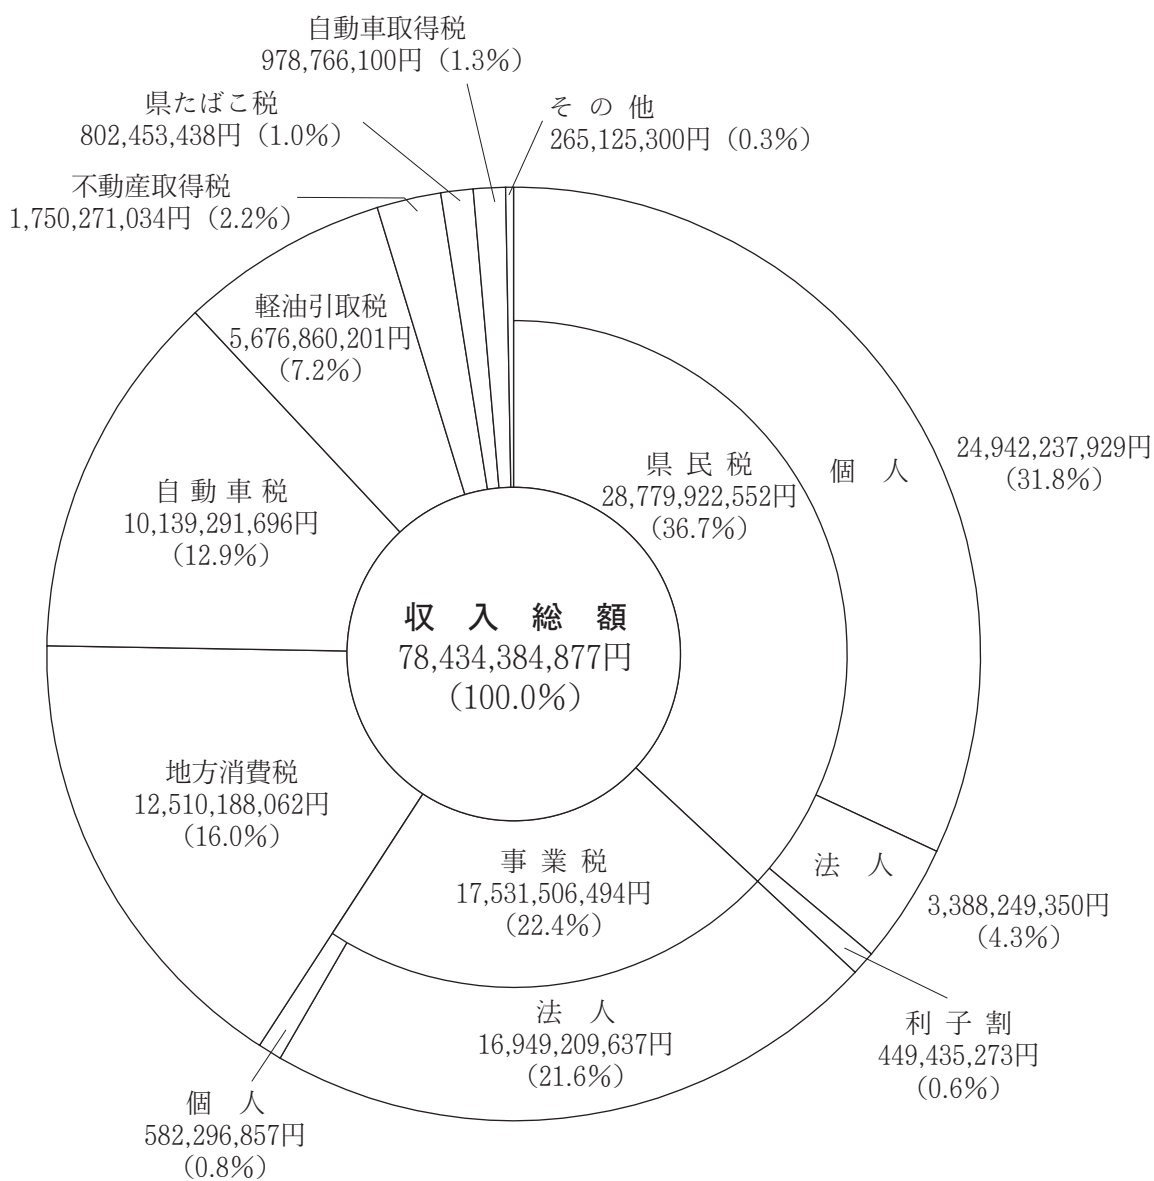 自動車取得税
978,766,100円（1.3%）
県たばこ税
802,453,438円（1.0%）
その他
265,125,300円（0.3%）
不動産取得税
1,750,271,034円（2.2%）
軽油引取税
5,676,860,201円
（7.2%）
県民税
28,779,922,552円
（36.7%）
個人
24,942,237,929円
（31.8%）
自動車税
10,139,291,696円
（12.9%）
収入総額
78,434,384,877円
（100.0%）
地方消費税
12,510,188,062円
（16.0%）
事業税
17,531,506,494円
（22.4%）
法人
3,388,249,350円
（4.3%）
法人
16,949,209,637円
（21.6%）
利子割
449,435,273円
（0.6%）
個人
582,296,857円
（0.8%）